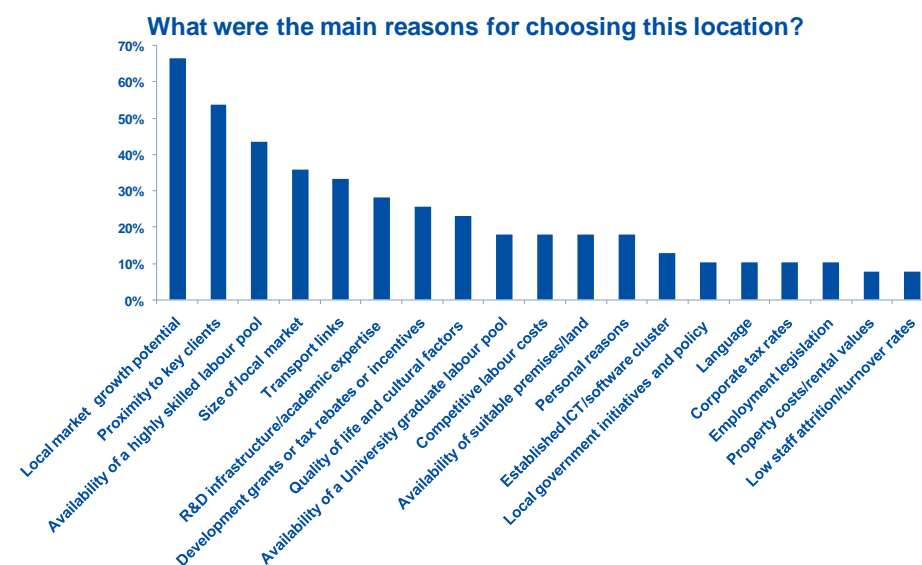 What were the main reasons for choosing this location?
70%
60%
50%
40%
30%
20%
10%
0%
Local market growth potential
Proximity to key clients
Availability of a highly skilled labour pool
Size of local market
Transport links
R&D infrastructure/academic expertise
Development grants or tax rebates or incentives
Quality of life and cultural factors
Availability of a University graduate labour pool
Competitive labour costs
Availability of suitable premises/land
Personal reasons
Established ICT/software cluster
Local government initiatives and policy
Language
Corporate tax rates
Employment legislation
Property costs/rental values
Low staff attrition/turnover rates